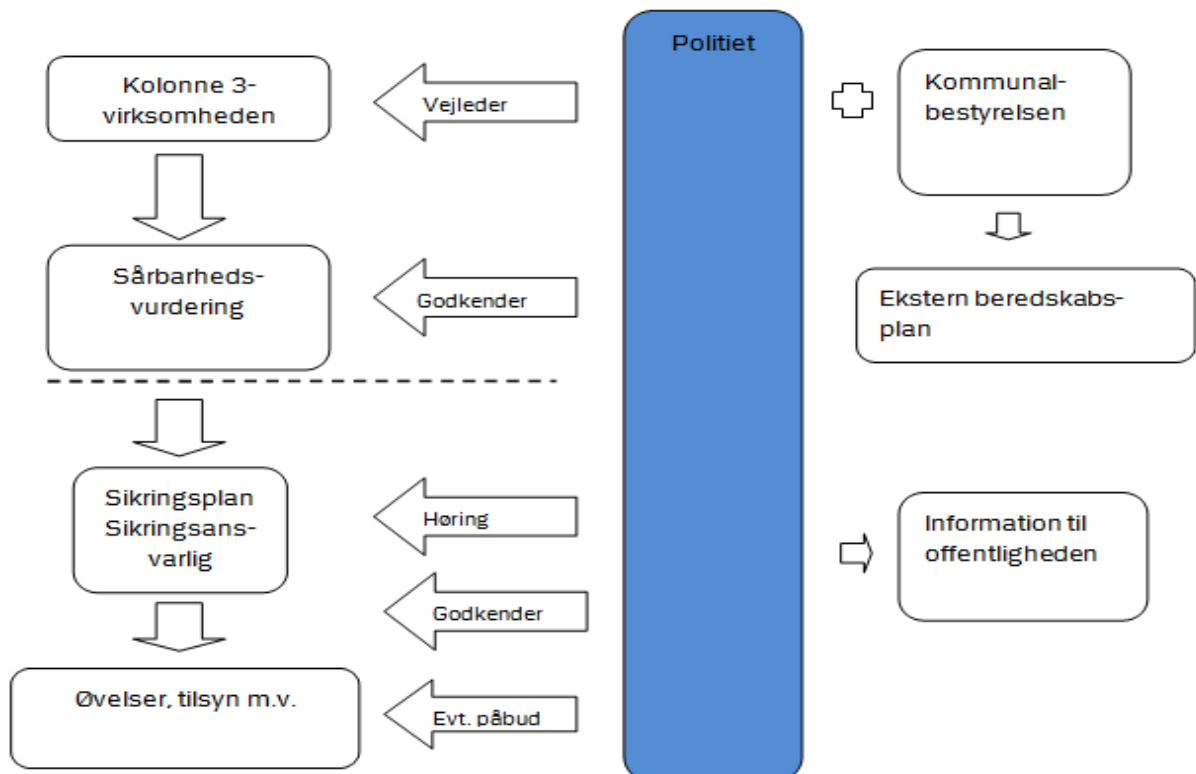 Politiet
Kolonne 3-
virksomheden
Vejleder
Kommunal-
bestyrelsen
Sårbarheds-
vurdering
Godkender
Ekstern beredskabs-
plan
Sikringsplan
Sikringsans-
varlig
Høring
Information til
offentligheden
Godkender
Øvelser, tilsyn m.v.
Evt. påbud